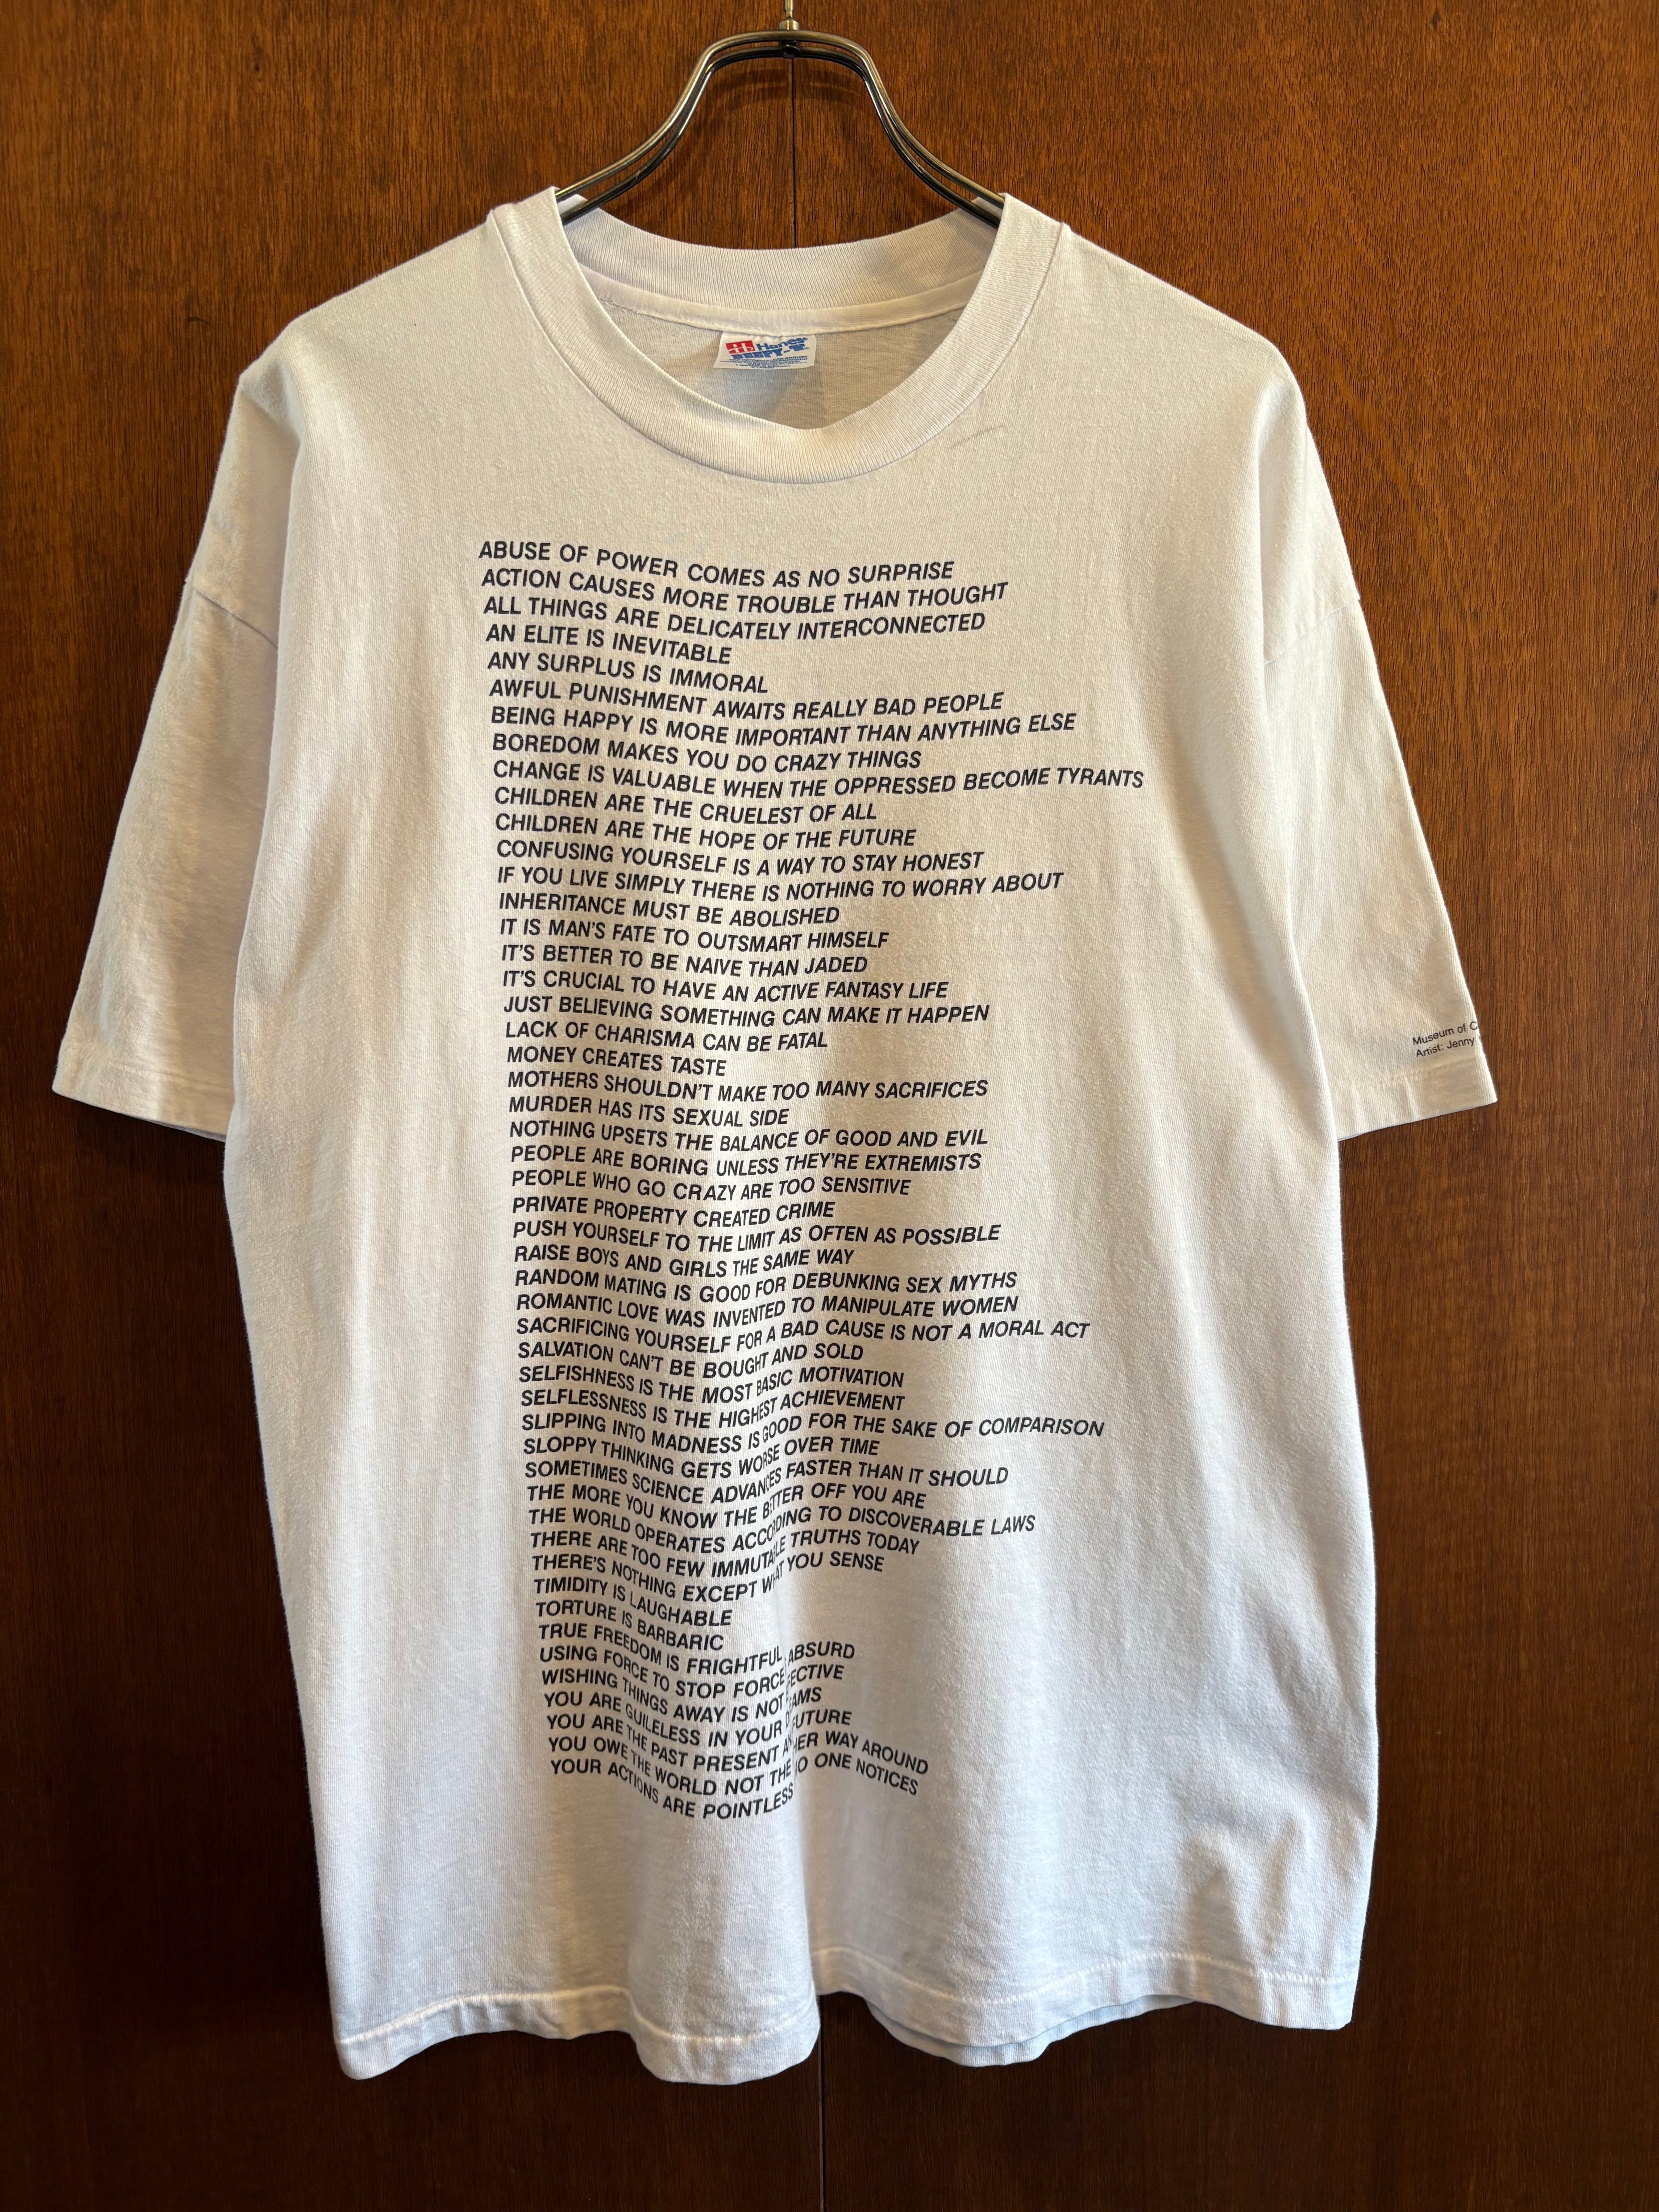 Hanes
BEEFY-T
ABUSE OF POWER COMES AS NO SURPRISE
ACTION CAUSES MORE TROUBLE THAN THOUGHT
ALL THINGS ARE DELICATELY INTERCONNECTED
AN ELITE IS INEVITABLE
ANY SURPLUS IS IMMORAL
AWFUL PUNISHMENT AWAITS REALLY BAD PEOPLE
BEING HAPPY IS MORE IMPORTANT THAN ANYTHING ELSE
BOREDOM MAKES YOU DO CRAZY THINGS
CHANGE IS VALUABLE WHEN THE OPPRESSED BECOME TYRANTS
CHILDREN ARE THE CRUELEST OF ALL
CHILDREN ARE THE HOPE OF THE FUTURE
CONFUSING YOURSELF IS A WAY TO STAY HONEST
IF YOU LIVE SIMPLY THERE IS NOTHING TO WORRY ABOUT
INHERITANCE MUST BE ABOLISHED
IT IS MAN'S FATE TO OUTSMART HIMSELF
IT'S BETTER TO BE NAIVE THAN JADED
IT'S CRUCIAL TO HAVE AN ACTIVE FANTASY LIFE
JUST BELIEVING SOMETHING CAN MAKE IT HAPPEN
LACK OF CHARISMA CAN BE FATAL
MONEY CREATES TASTE
MOTHERS SHOULDN'T MAKE TOO MANY SACRIFICES
MURDER HAS ITS SEXUAL SIDE
NOTHING UPSETS THE BALANCE OF GOOD AND EVIL
PEOPLE ARE BORING UNLESS THEY'RE EXTREMISTS
PEOPLE WHO GO CRAZY ARE TOO SENSITIVE
PRIVATE PROPERTY CREATED CRIME
PUSH YOURSELF TO THE LIMIT AS OFTEN AS POSSIBLE
RAISE BOYS AND GIRLS THE SAME WAY
RANDOM MATING IS GOOD FOR DEBUNKING SEX MYTHS
ROMANTIC LOVE WAS INVENTED TO MANIPULATE WOMEN
SACRIFICING YOURSELF FOR A BAD CAUSE IS NOT A MORAL ACT
SALVATION CAN'T BE BOUGHT AND SOLD
SELFISHNESS IS THE MOST BASIC MOTIVATION
SELFLESSNESS IS THE HIGHEST ACHIEVEMENT
SLIPPING INTO MADNESS IS GOOD FOR THE SAKE OF COMPARISON
SLOPPY THINKING GETS WORSE OVER TIME
SOMETIMES SCIENCE ADVANCES FASTER THAN IT SHOULD
THE MORE YOU KNOW THE BETTER OFF YOU ARE
THE WORLD OPERATES ACCORDING TO DISCOVERABLE LAWS
THERE ARE TOO FEW IMMUTABLE TRUTHS TODAY
THERE'S NOTHING EXCEPT WHAT YOU SENSE
TIMIDITY IS LAUGHABLE
TORTURE IS BARBARIC
TRUE FREEDOM IS FRIGHTFUL ABSURD
USING FORCE TO STOP FORCE
WISHING THINGS AWAY IS NOT
YOU ARE GUILELESS IN YOUR
YOU ARE THE PAST PRESENT FUTURE
YOU OWE THE WORLD NOT THE WAY AROUND
YOUR ACTIONS ARE POINTLESS NO ONE NOTICES
Museum of
Artist: Jenny